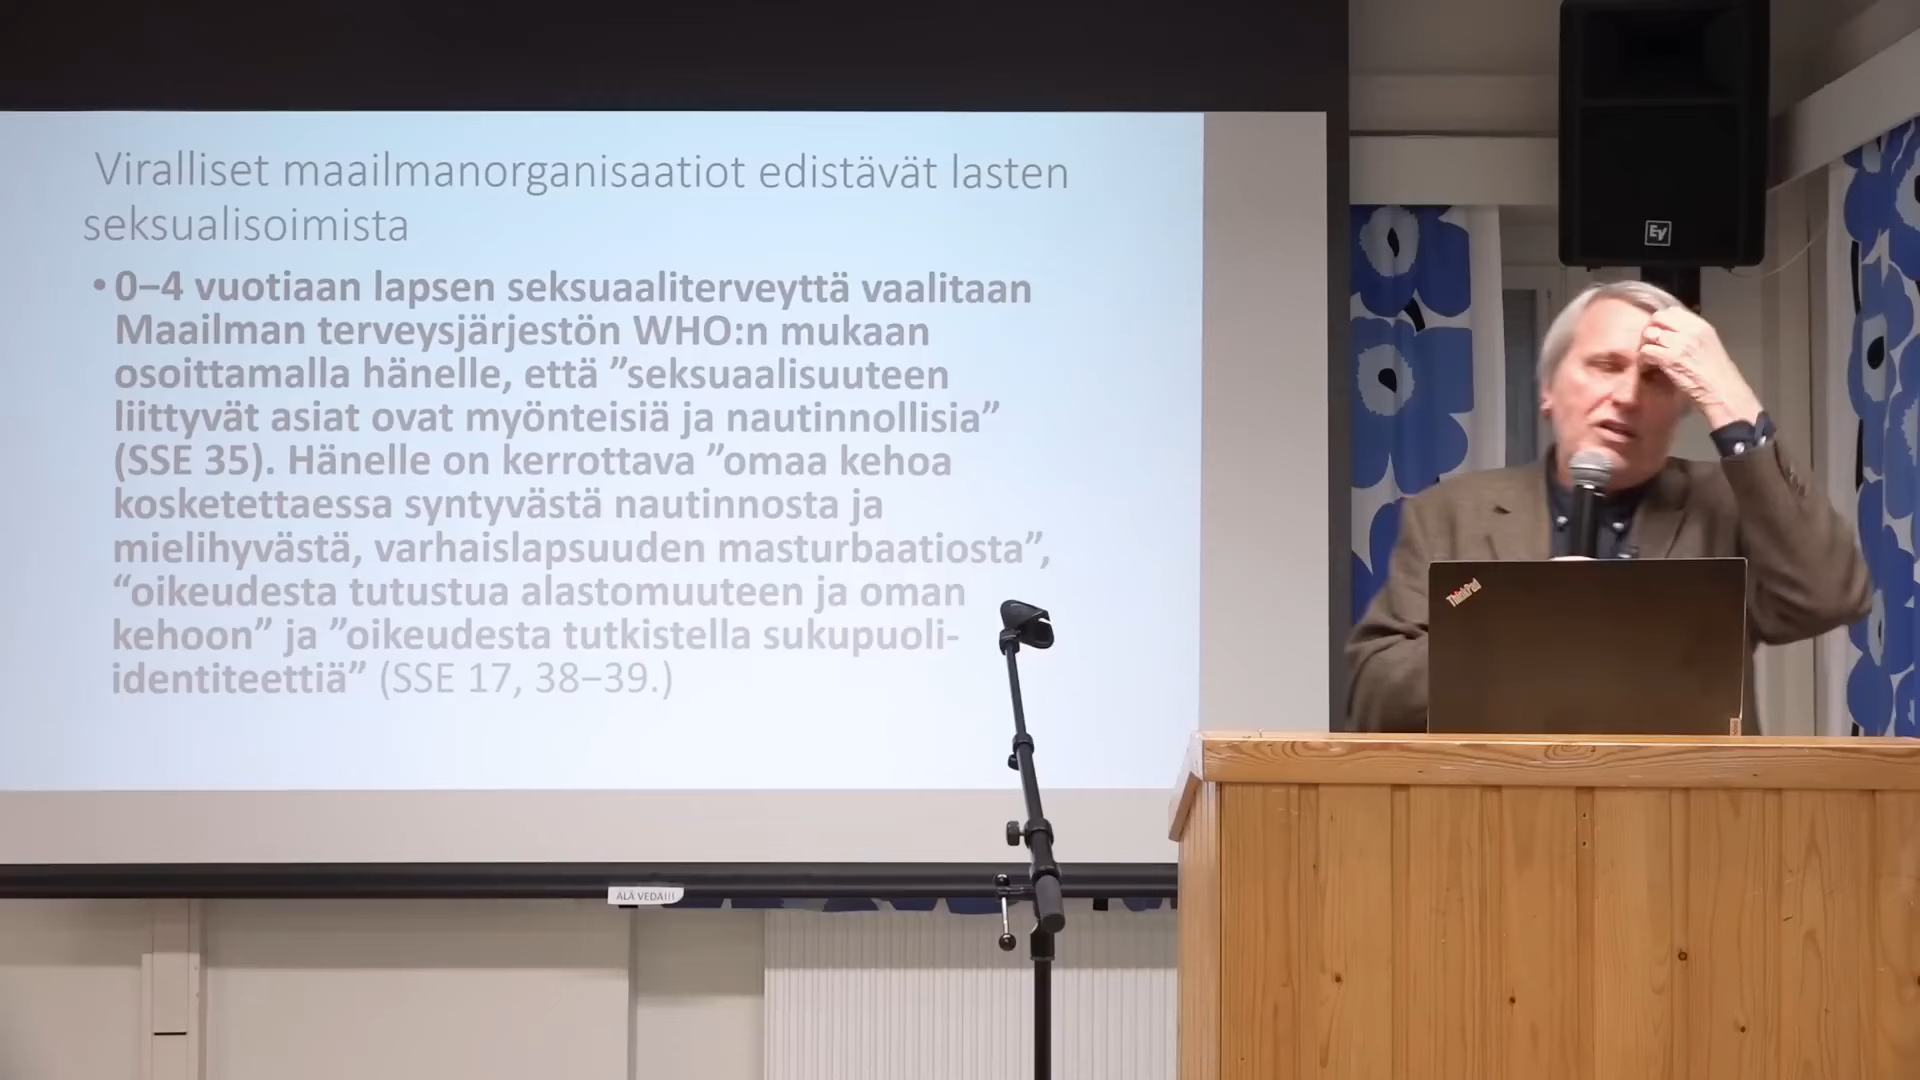 Viralliset maailmanorganisaatiot edistävät lasten
seksualisoimista
• 0–4 vuotiaan lapsen seksuaaliterveyttä vaalitaan
Maailman terveysjärjestön WHO:n mukaan
osoittamalla hänelle, että ”seksuaalisuuteen
liittyvät asiat ovat myönteisiä ja nautinnollisia”
(SSE 35). Hänelle on kerrottava ”omaa kehoa
kosketettaessa syntyvästä nautinnosta ja
mielihyvästä, varhaislapsuuden masturbaatiosta”,
“oikeudesta tutustua alastomuuteen ja oman
kehoon” ja ”oikeudesta tutkistella sukupuoli-
identiteettiä” (SSE 17, 38–39.)
EV
ThinkPad
ÄLÄ VEDÄ!!!